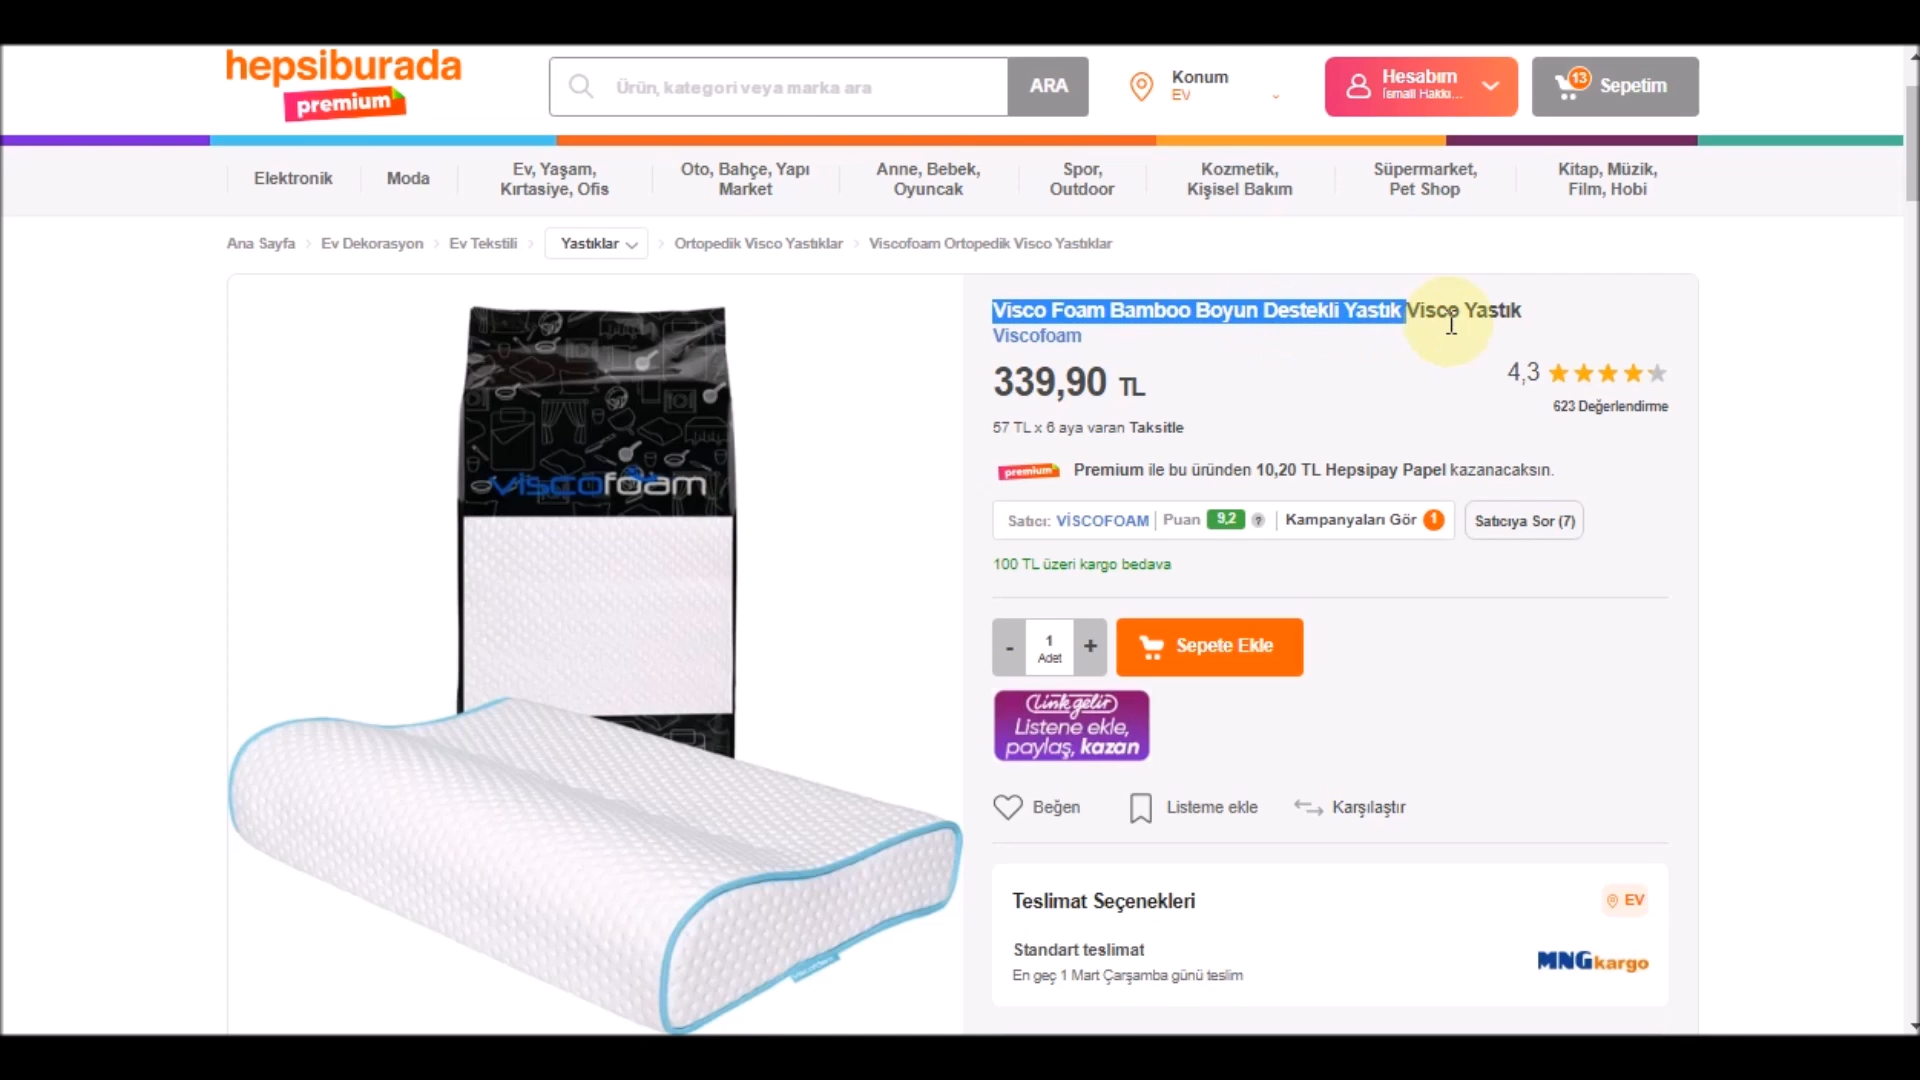 hepsiburada
premium
Ürün, kategori veya marka ara
ARA
Konum
EV
Hesabım
İsmail Hakkı...
13
Sepetim
Elektronik
Moda
Ev, Yaşam,
Kırtasiye, Ofis
Oto, Bahçe, Yapı
Market
Anne, Bebek,
Oyuncak
Spor,
Outdoor
Kozmetik,
Kişisel Bakım
Süpermarket,
Pet Shop
Kitap, Müzik,
Film, Hobi
Ana Sayfa
Ev Dekorasyon
Ev Tekstili
Yastıklar
Ortopedik Visco Yastıklar
Viscofoam Ortopedik Visco Yastıklar
viscofoam
viscofoam
Visco Foam Bamboo Boyun Destekli Yastık Visco Yastık
Viscofoam
339,90 TL
4,3
623 Değerlendirme
57 TL x 6 aya varan Taksitle
premium Premium ile bu üründen 10,20 TL Hepsipay Papel kazanacaksın.
Satıcı: VİSCOFOAM Puan 9,2 ? Kampanyaları Gör 1 Satıcıya Sor (7)
100 TL üzeri kargo bedava
- 1 Adet +
Sepete Ekle
Link gelir
Listene ekle,
paylaş, kazan
Beğen
Listeme ekle
Karşılaştır
Teslimat Seçenekleri
EV
Standart teslimat
En geç 1 Mart Çarşamba günü teslim
MNG kargo